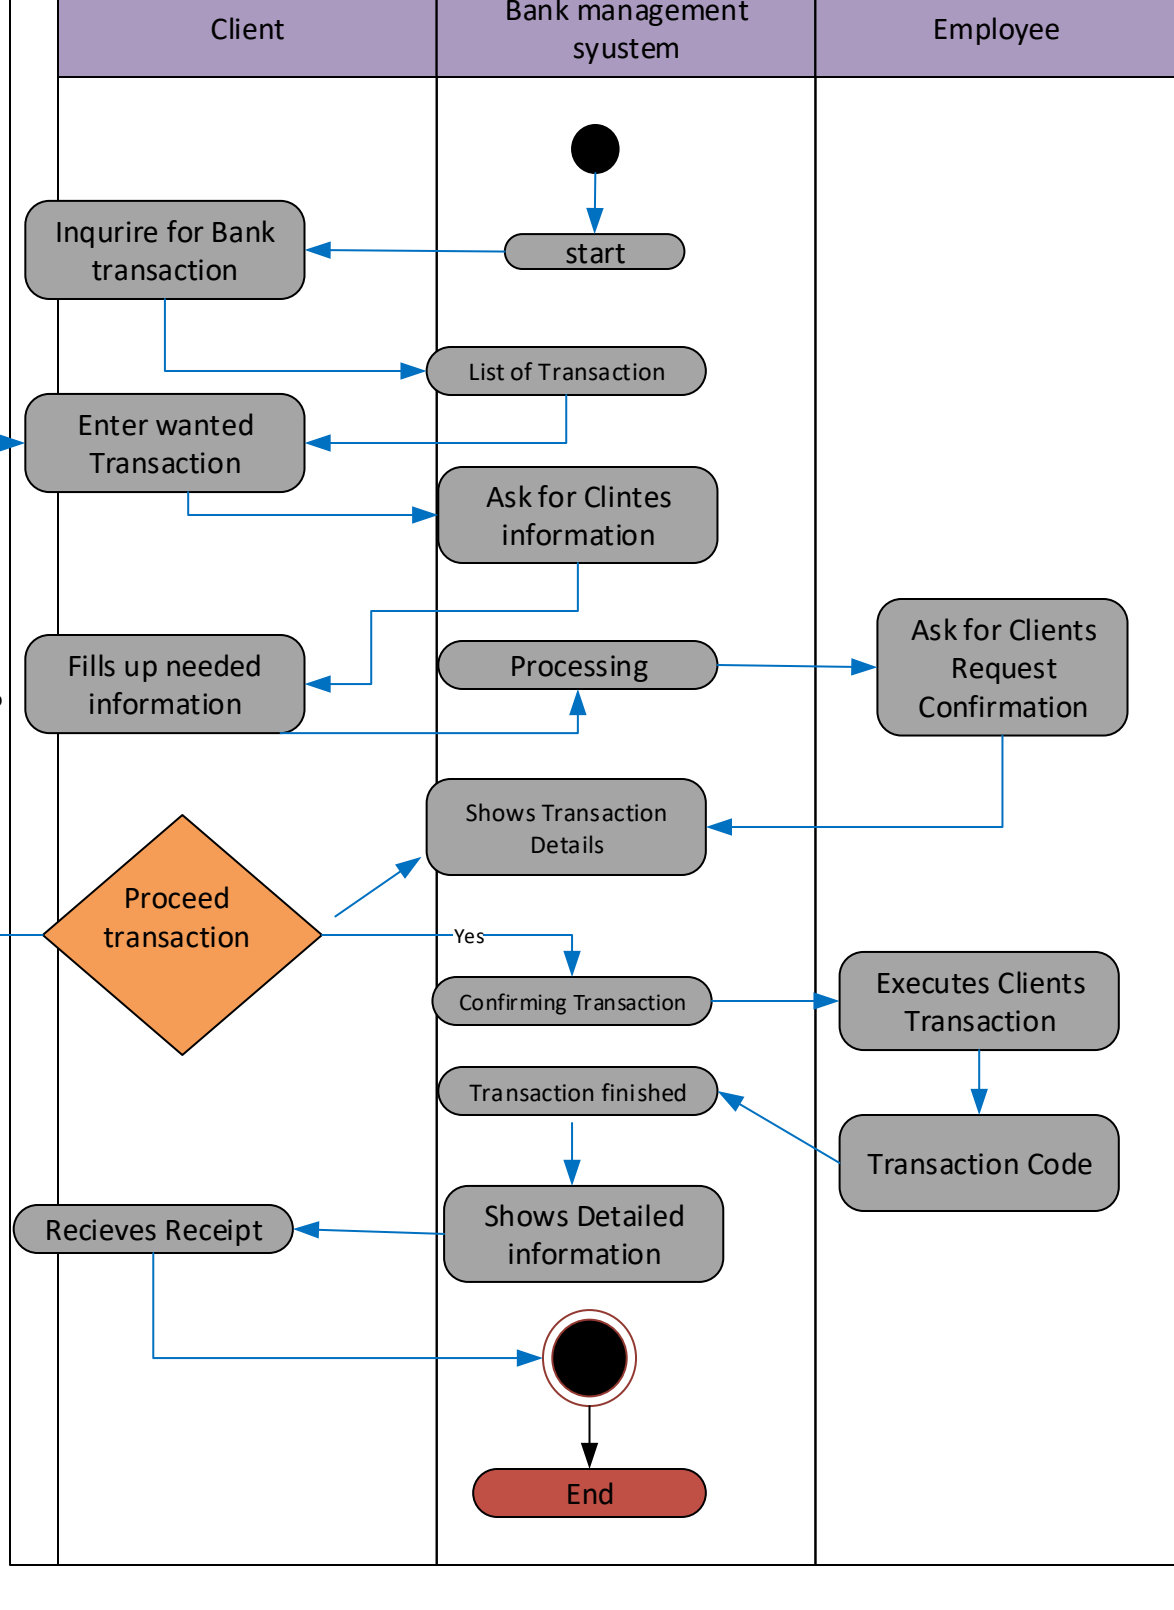 Client
Bank management
syustem
Employee
start
Inqurire for Bank
transaction
List of Transaction
Enter wanted
Transaction
Ask for Clintes
information
Fills up needed
information
Processing
Ask for Clients
Request
Confirmation
Shows Transaction
Details
Proceed
transaction
Yes
Confirming Transaction
Executes Clients
Transaction
Transaction finished
Transaction Code
Shows Detailed
information
Recieves Receipt
End